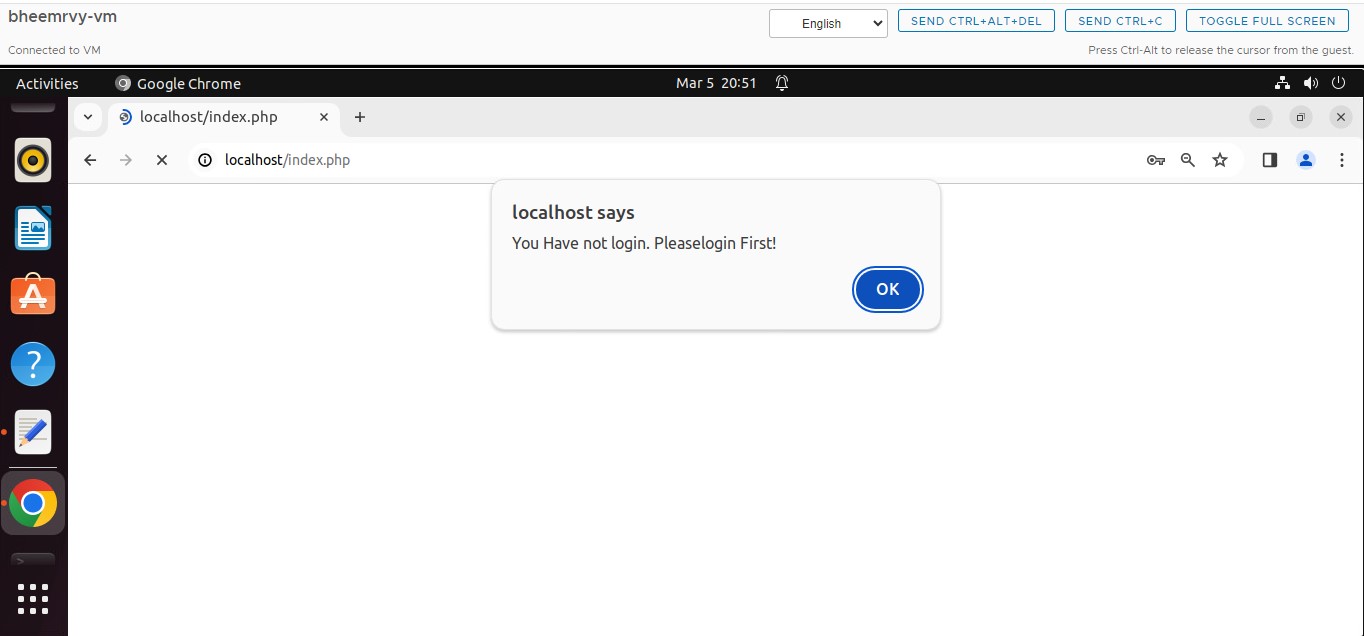 bheemrvy-vm
English
SEND CTRL+ALT+DEL
SEND CTRL+C
TOGGLE FULL SCREEN
Connected to VM
Press Ctrl-Alt to release the cursor from the guest.
Activities
Google Chrome
Mar 5 20:51
localhost/index.php
localhost/index.php
localhost says
You Have not login. Pleaselogin First!
OK